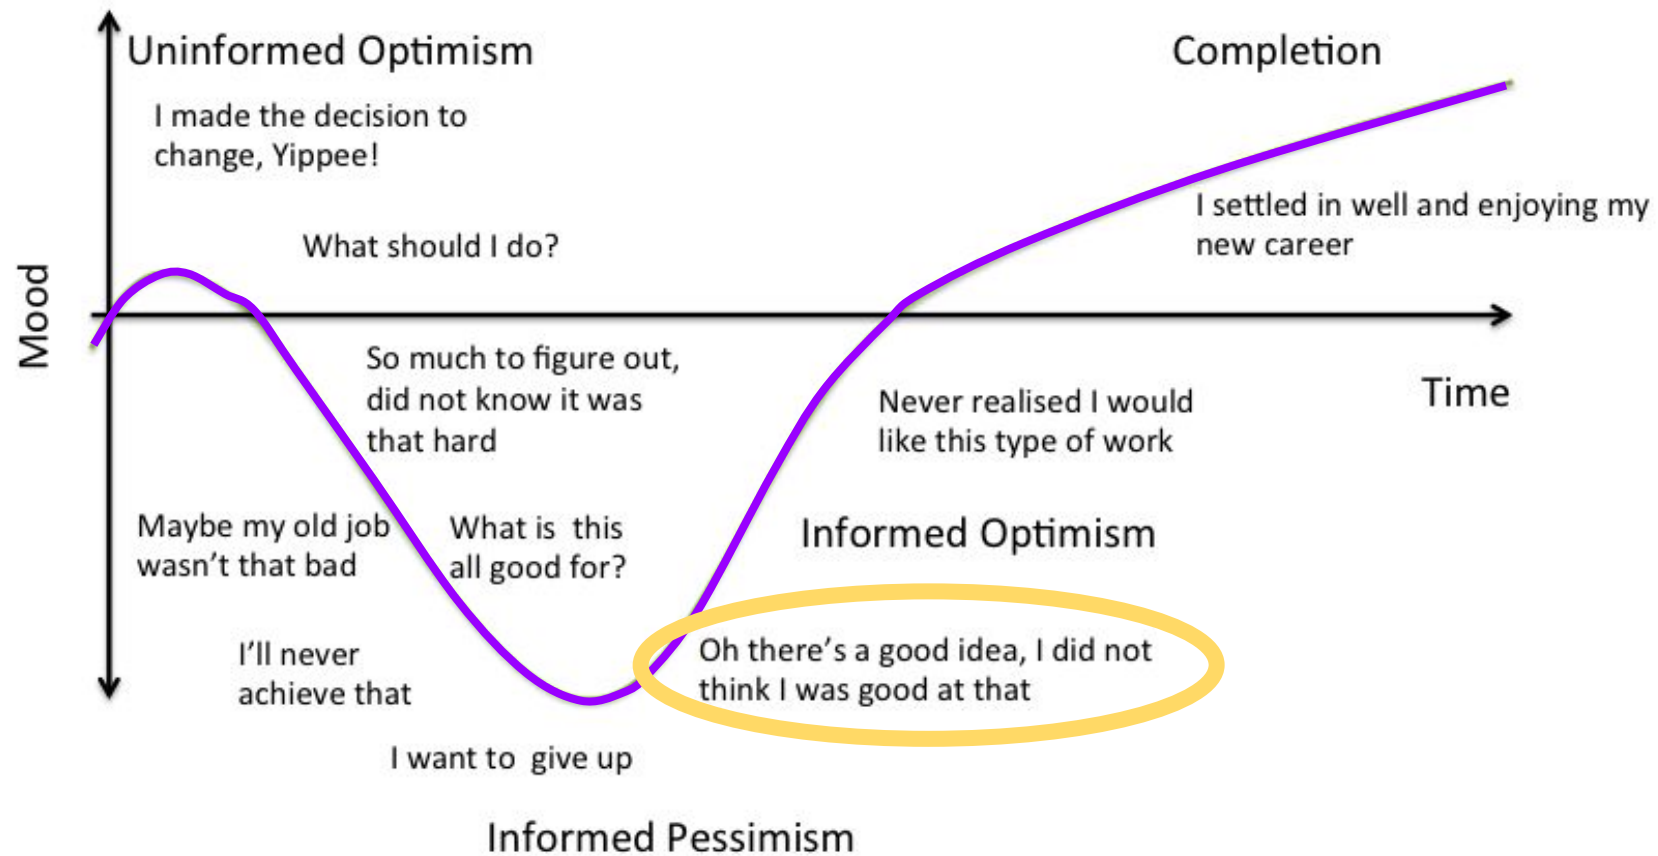 Uninformed Optimism
Completion
I made the decision to
change, Yippee!
I settled in well and enjoying my
new career
What should I do?
Mood
So much to figure out,
did not know it was
that hard
Time
Never realised I would
like this type of work
Maybe my old job
wasn't that bad
What is this
all good for?
Informed Optimism
I'll never
achieve that
Oh there's a good idea, I did not
think I was good at that
I want to give up
Informed Pessimism